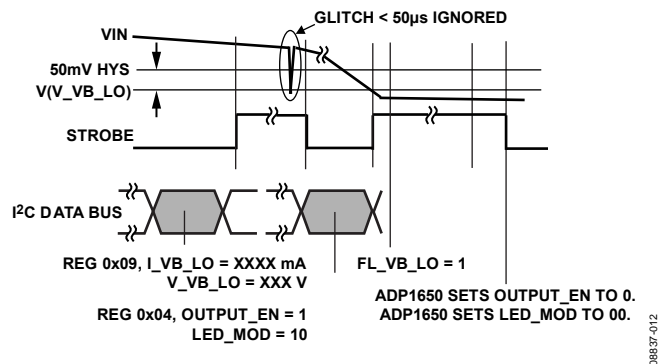 GLITCH < 50µs IGNORED
VIN
50mV HYS
V(V_VB_LO)
STROBE
I²C DATA BUS
REG 0x09, I_VB_LO = XXXX mA
V_VB_LO = XXX V
FL_VB_LO = 1
REG 0x04, OUTPUT_EN = 1
LED_MOD = 10
ADP1650 SETS OUTPUT_EN TO 0.
ADP1650 SETS LED_MOD TO 00.
08837-012